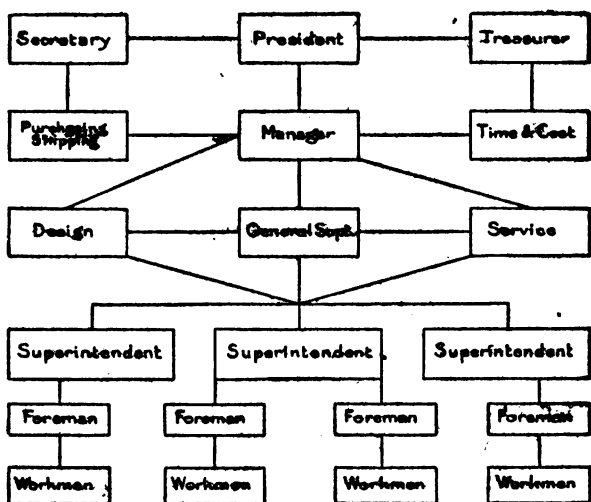 Secretary
President
Treasurer
Purchasing
Shipping
Manager
Time & Cost
Design
General Supt.
Service
Superintendent
Superintendent
Superintendent
Foreman
Foreman
Foreman
Foreman
Workmen
Workmen
Workmen
Workmen